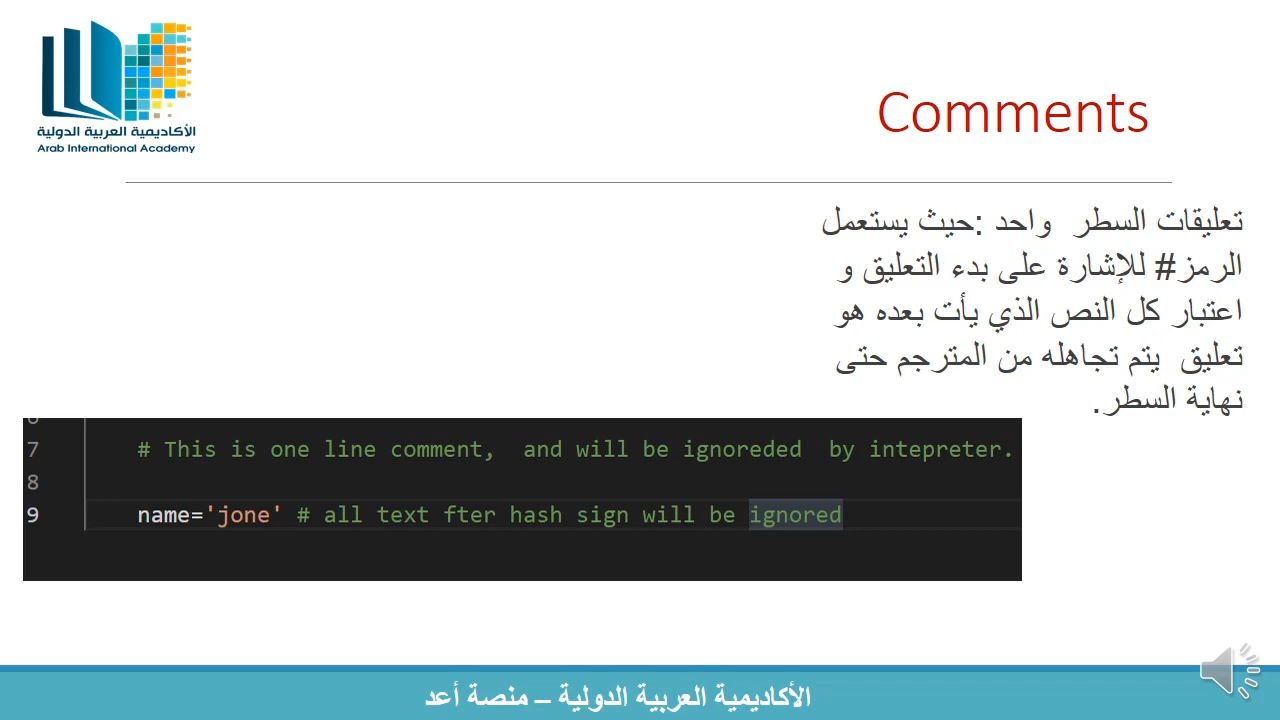 الأكاديمية العربية الدولية
Arab International Academy
Comments
تعليقات السطر واحد :حيث يستعمل
الرمز# للإشارة على بدء التعليق و
اعتبار كل النص الذي يأت بعده هو
تعليق يتم تجاهله من المترجم حتى
نهاية السطر.
6
7 # This is one line comment, and will be ignoreded by intepreter.
8
9 name='jone' # all text fter hash sign will be ignored
الأكاديمية العربية الدولية – منصة أعد